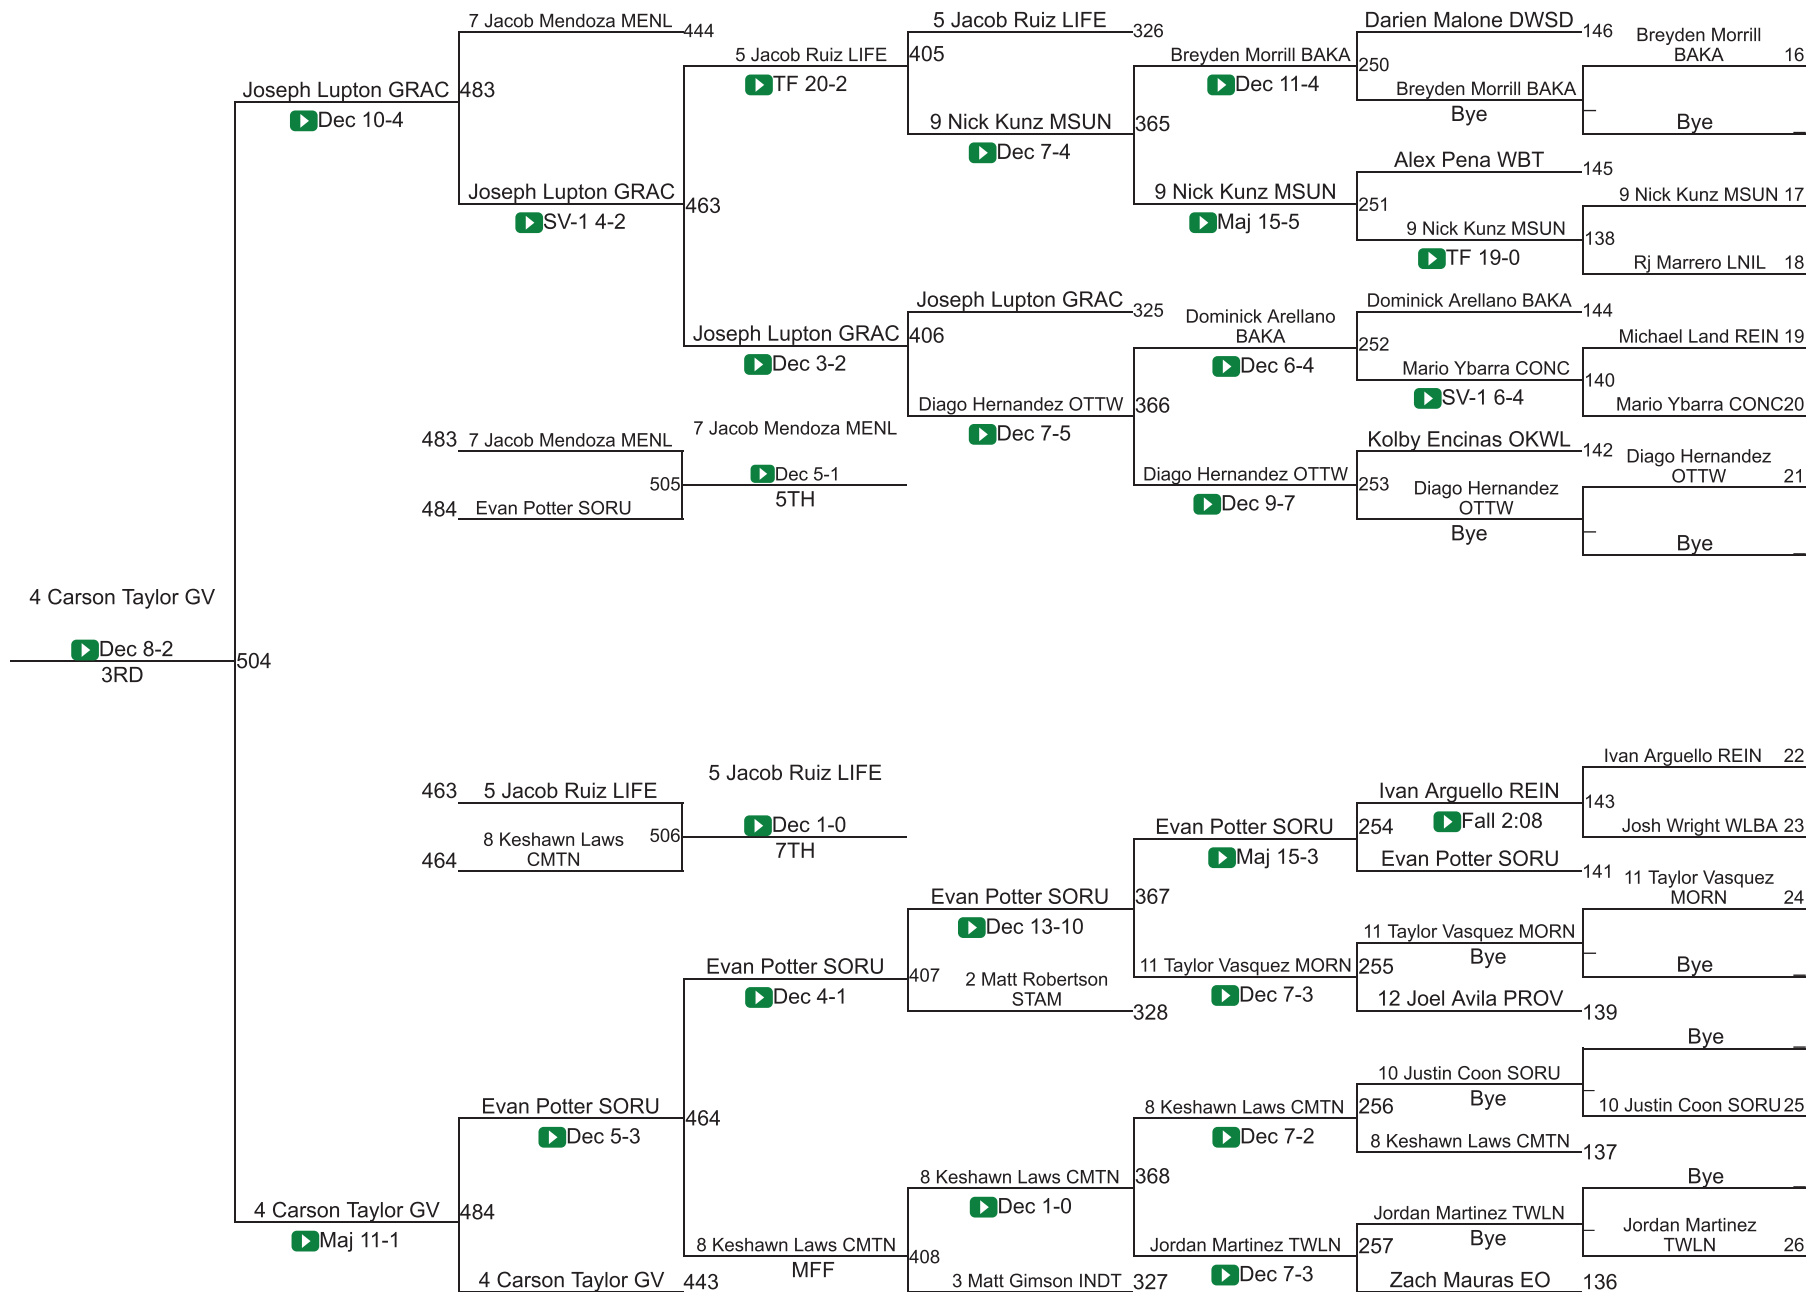 7 Jacob Mendoza MENL
444
5 Jacob Ruiz LIFE
326
Darien Malone DWSD
146
Breyden Morrill
BAKA
16
5 Jacob Ruiz LIFE
405
TF 20-2
Breyden Morrill BAKA
250
Dec 11-4
Joseph Lupton GRAC
483
Dec 10-4
Breyden Morrill BAKA
Bye
Bye
9 Nick Kunz MSUN
365
Dec 7-4
Alex Pena WBT
145
Joseph Lupton GRAC
463
SV-1 4-2
9 Nick Kunz MSUN
251
Maj 15-5
9 Nick Kunz MSUN 17
9 Nick Kunz MSUN
138
TF 19-0
Rj Marrero LNIL 18
Joseph Lupton GRAC
325
Dominick Arellano BAKA
144
Dominick Arellano
BAKA
252
Dec 6-4
Michael Land REIN 19
Joseph Lupton GRAC
406
Dec 3-2
Mario Ybarra CONC
140
SV-1 6-4
Mario Ybarra CONC 20
Diago Hernandez OTTW
366
Dec 7-5
483
7 Jacob Mendoza MENL
7 Jacob Mendoza MENL
Kolby Encinas OKWL
142
Diago Hernandez
OTTW
21
505
Dec 5-1
5TH
Diago Hernandez OTTW
253
Dec 9-7
Diago Hernandez
OTTW
Bye
484
Evan Potter SORU
Bye
4 Carson Taylor GV
Dec 8-2
3RD
504
Ivan Arguello REIN 22
5 Jacob Ruiz LIFE
463
5 Jacob Ruiz LIFE
Ivan Arguello REIN
143
Fall 2:08
Josh Wright WLBA 23
506
Dec 1-0
7TH
Evan Potter SORU
254
Maj 15-3
464
8 Keshawn Laws
CMTN
Evan Potter SORU
141
11 Taylor Vasquez
MORN
24
Evan Potter SORU
367
Dec 13-10
11 Taylor Vasquez MORN
Bye
Evan Potter SORU
407
Dec 4-1
11 Taylor Vasquez MORN
255
Dec 7-3
Bye
2 Matt Robertson
STAM
328
12 Joel Avila PROV
139
Bye
10 Justin Coon SORU
Bye
Evan Potter SORU
464
Dec 5-3
8 Keshawn Laws CMTN
256
Dec 7-2
10 Justin Coon SORU 25
8 Keshawn Laws CMTN
137
8 Keshawn Laws CMTN
368
Dec 1-0
Bye
4 Carson Taylor GV
484
Maj 11-1
Jordan Martinez TWLN
Bye
8 Keshawn Laws CMTN
408
MFF
Jordan Martinez TWLN
257
Dec 7-3
Jordan Martinez
TWLN
26
4 Carson Taylor GV
443
3 Matt Gimson INDT
327
Zach Mauras EO
136